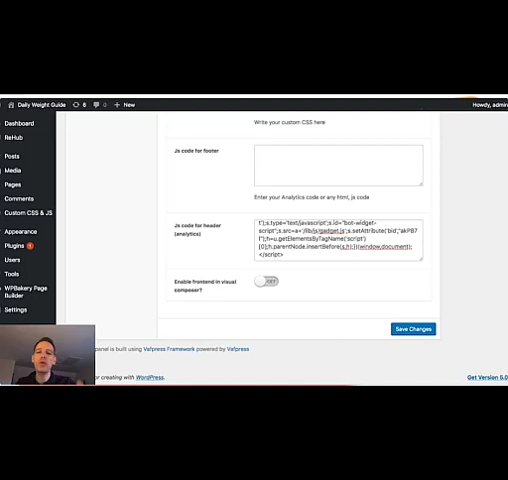 Daily Weight Guide 6 0 + New Howdy, admin
Dashboard
ReHub
Posts
Media
Pages
Comments
Custom CSS & JS
Appearance
Plugins 1
Users
Tools
WPBakery Page
Builder
Settings
Write your custom CSS here
Js code for footer
Enter your Analytics code or any html, js code
Js code for header
(analytics)
t');s.type='text/javascript';s.id="bot-widget-
script";s.src=a+'/lib/js/gadget.js';s.setAttribute('bid',
[0];h.parentNode.insertBefore(s,h);})(window,document);
</script>
Enable frontend in visual
composer?
OFF
Save Changes
panel is built using Vafpress Framework powered by Vafpress
or creating with WordPress.
Get Version 5.0